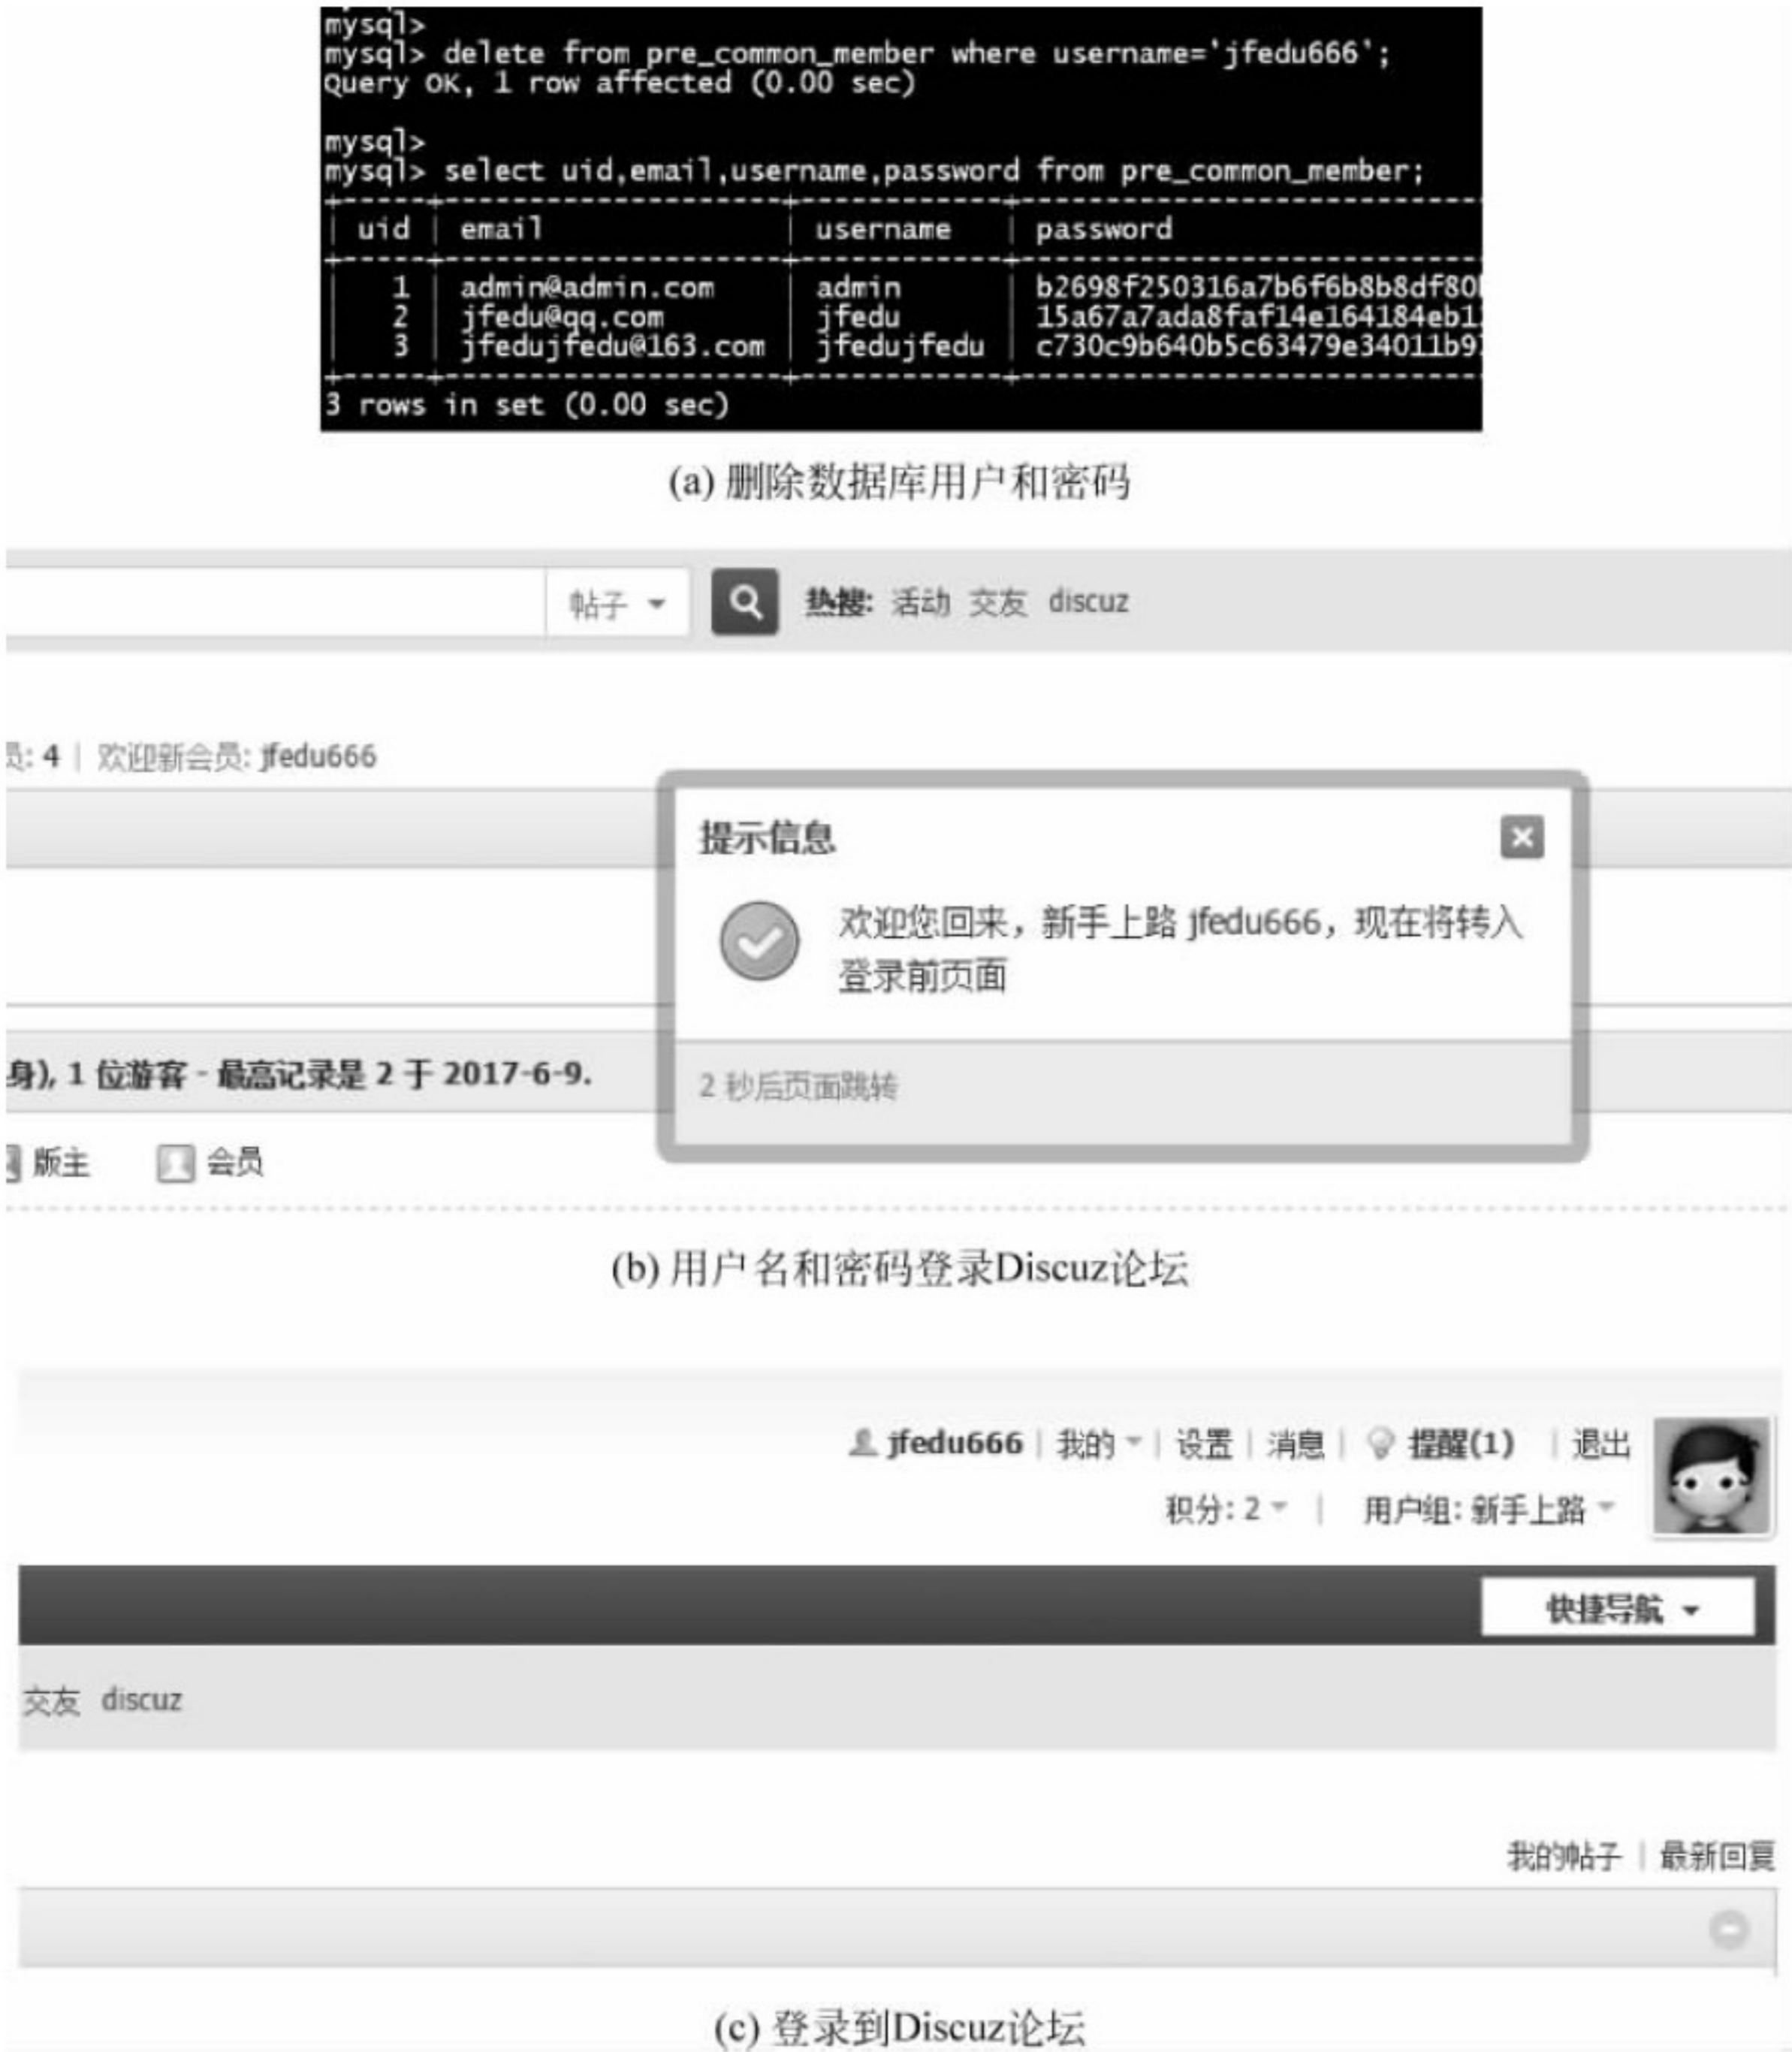 mysql>
mysql> delete from pre_common_member where username='jfedu666';
Query OK, 1 row affected (0.00 sec)
mysql>
mysql> select uid,email,username,password from pre_common_member;
uid | email | username | password
1 | admin@admin.com | admin | b2698f250316a7b6f6b8b8df80
2 | jfedu@qq.com | jfedu | 15a67a7ada8faf14e164184eb1
3 | jfedujfedu@163.com | jfedujfedu | c730c9b640b5c63479e34011b9
3 rows in set (0.00 sec)
(a) 删除数据库用户和密码
帖子 热搜: 活动 交友 discuz
员: 4 | 欢迎新会员: jfedu666
提示信息
欢迎您回来，新手上路 jfedu666，现在将转入
登录前页面
身), 1 位游客 - 最高记录是 2 于 2017-6-9.
2 秒后页面跳转
版主 会员
(b) 用户名和密码登录Discuz论坛
jfedu666 | 我的 | 设置 | 消息 | 提醒(1) | 退出
积分: 2 | 用户组: 新手上路
快捷导航
交友 discuz
我的帖子 | 最新回复
(c) 登录到Discuz论坛